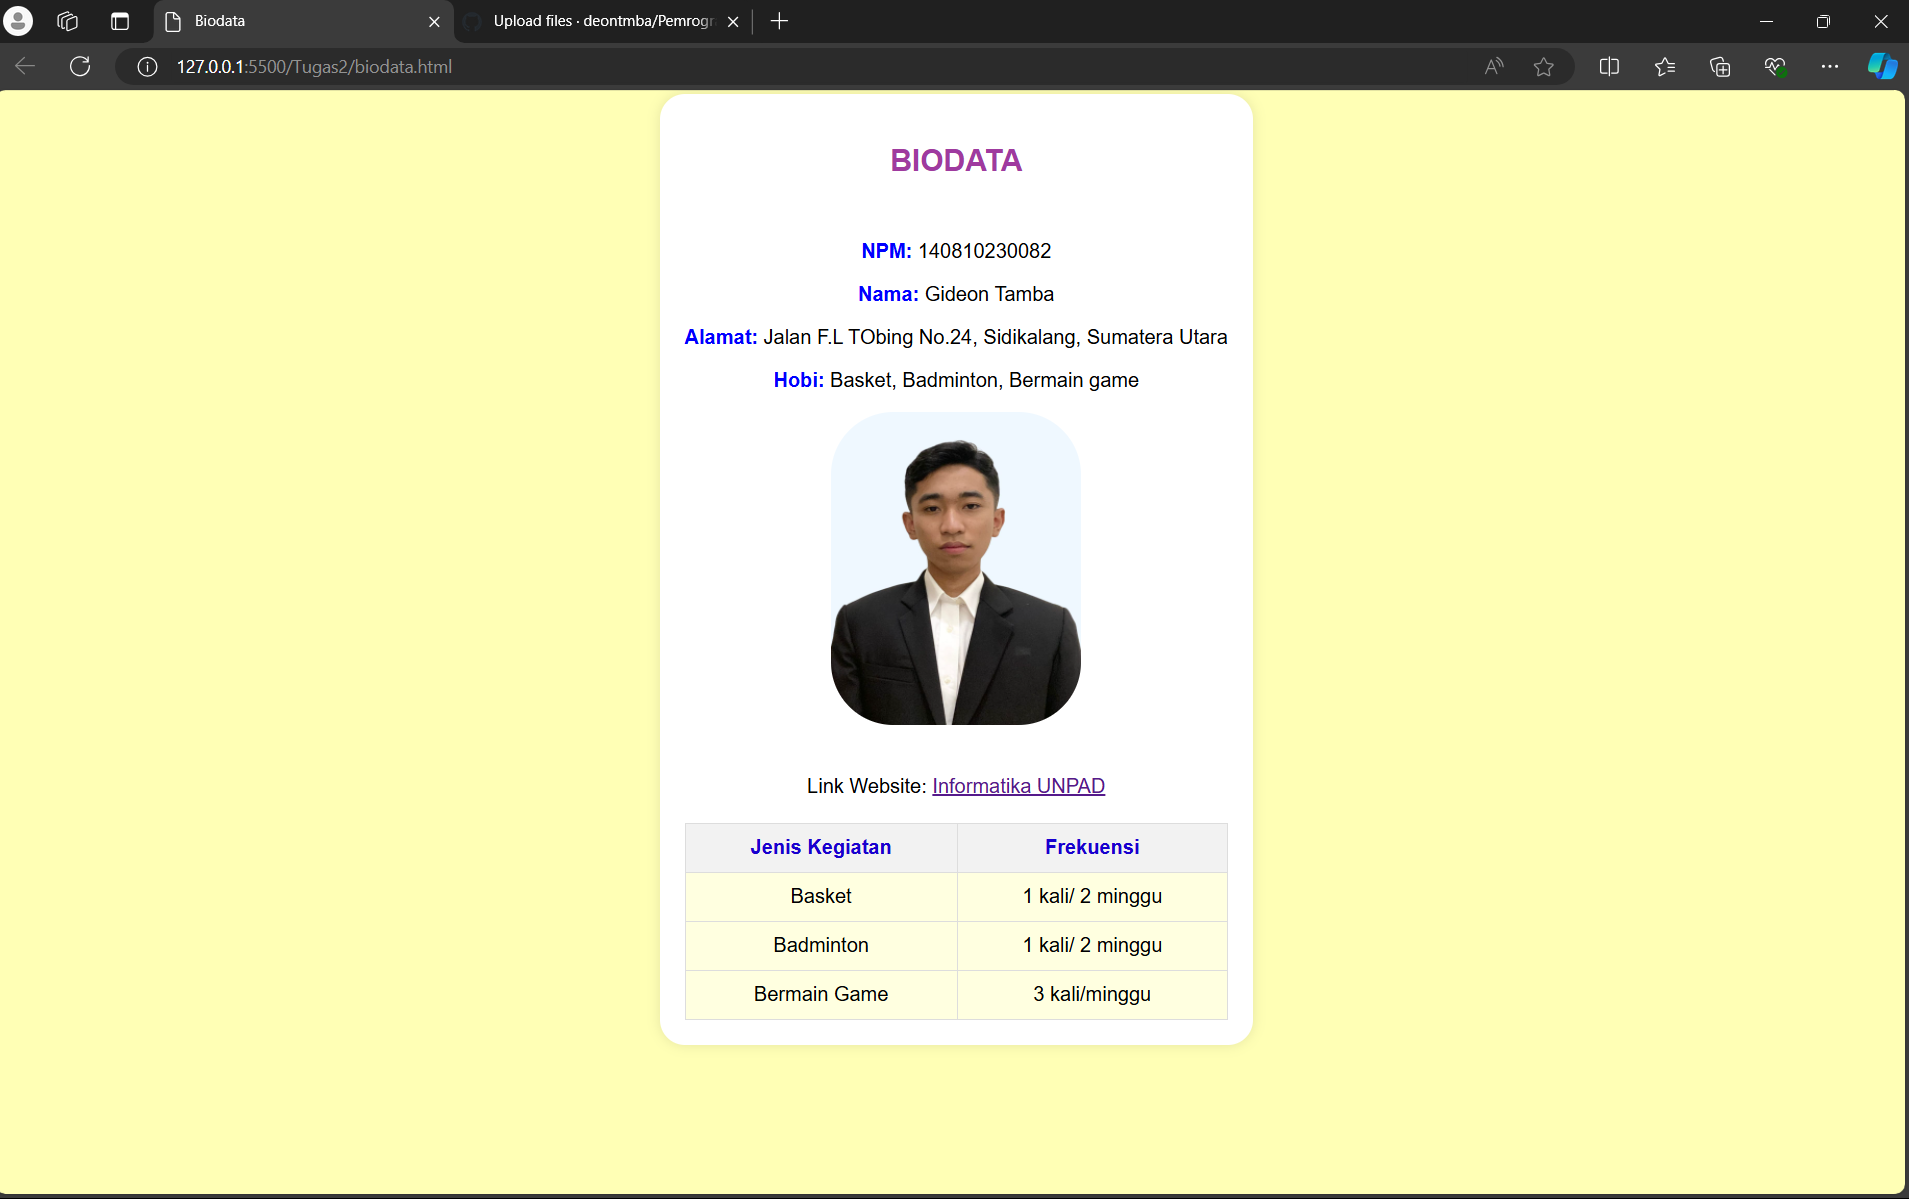 Biodata
Upload files · deontmba/Pemrogr
127.0.0.1:5500/Tugas2/biodata.html
BIODATA
NPM: 140810230082
Nama: Gideon Tamba
Alamat: Jalan F.L TObing No.24, Sidikalang, Sumatera Utara
Hobi: Basket, Badminton, Bermain game
Link Website: Informatika UNPAD
Jenis Kegiatan Frekuensi
Basket 1 kali/ 2 minggu
Badminton 1 kali/ 2 minggu
Bermain Game 3 kali/minggu